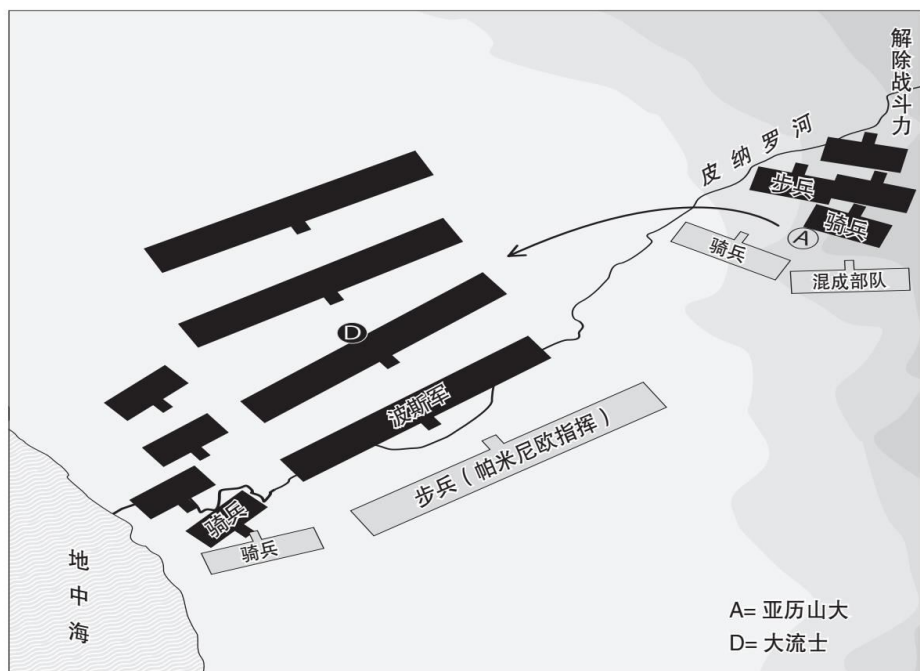 解除战斗力
皮纳罗河
步兵
骑兵
A
骑兵
混成部队
D
波斯军
步兵（帕米尼欧指挥）
骑兵
骑兵
地中海
A= 亚历山大
D= 大流士